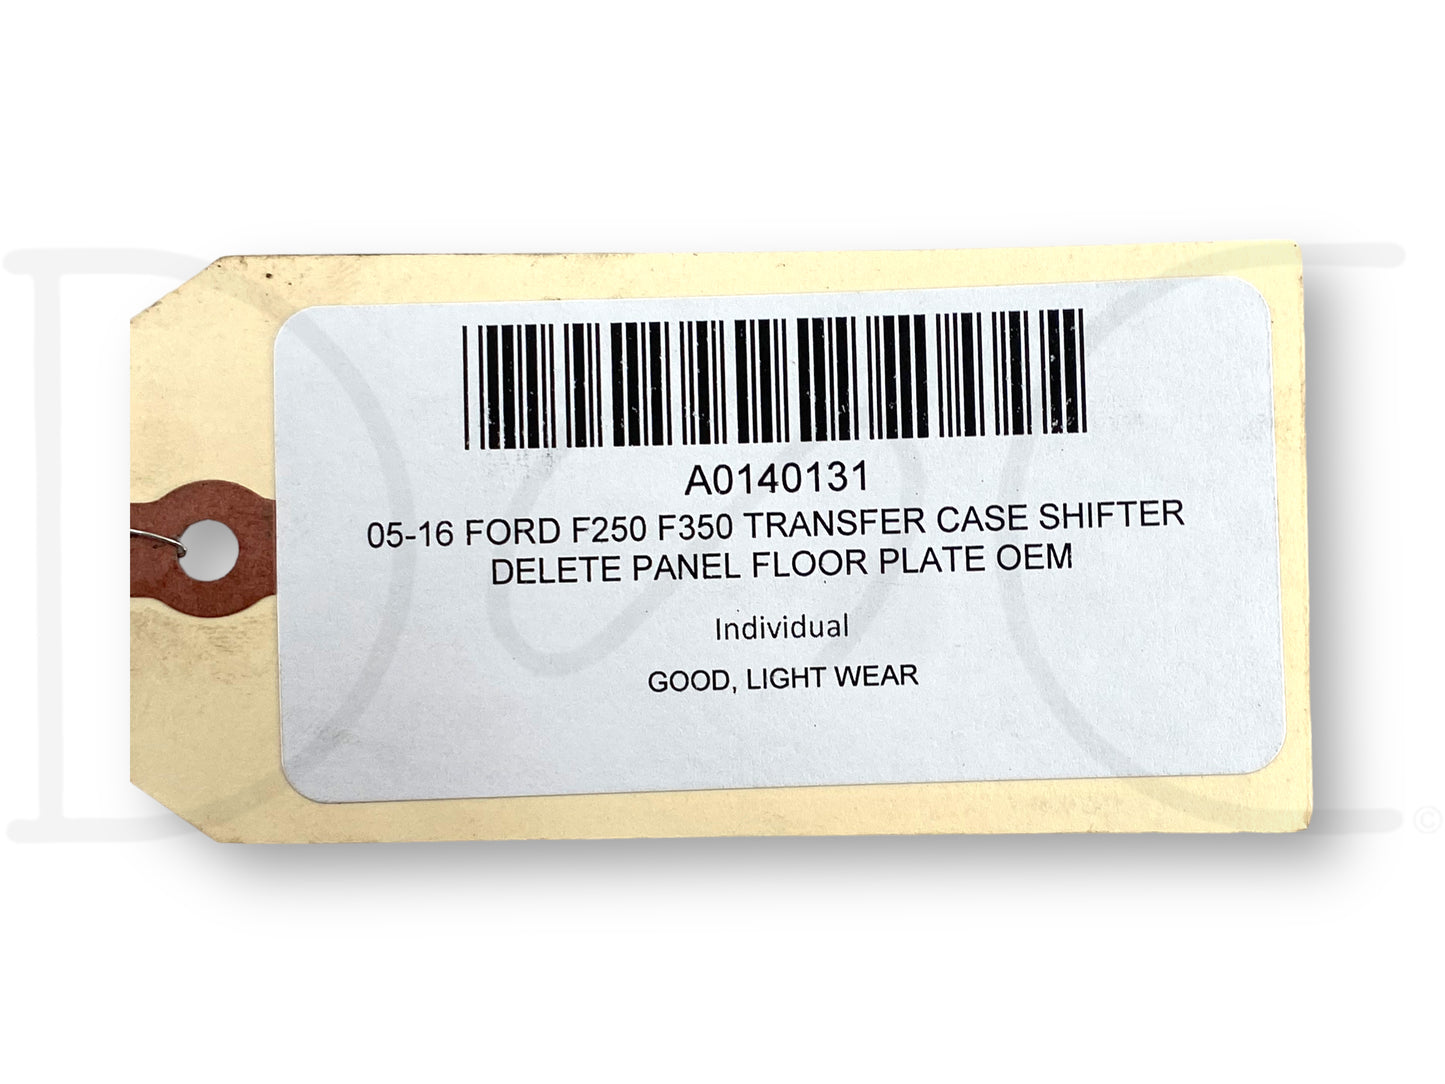 A0140131
05-16 FORD F250 F350 TRANSFER CASE SHIFTER
DELETE PANEL FLOOR PLATE OEM
Individual
GOOD, LIGHT WEAR
©